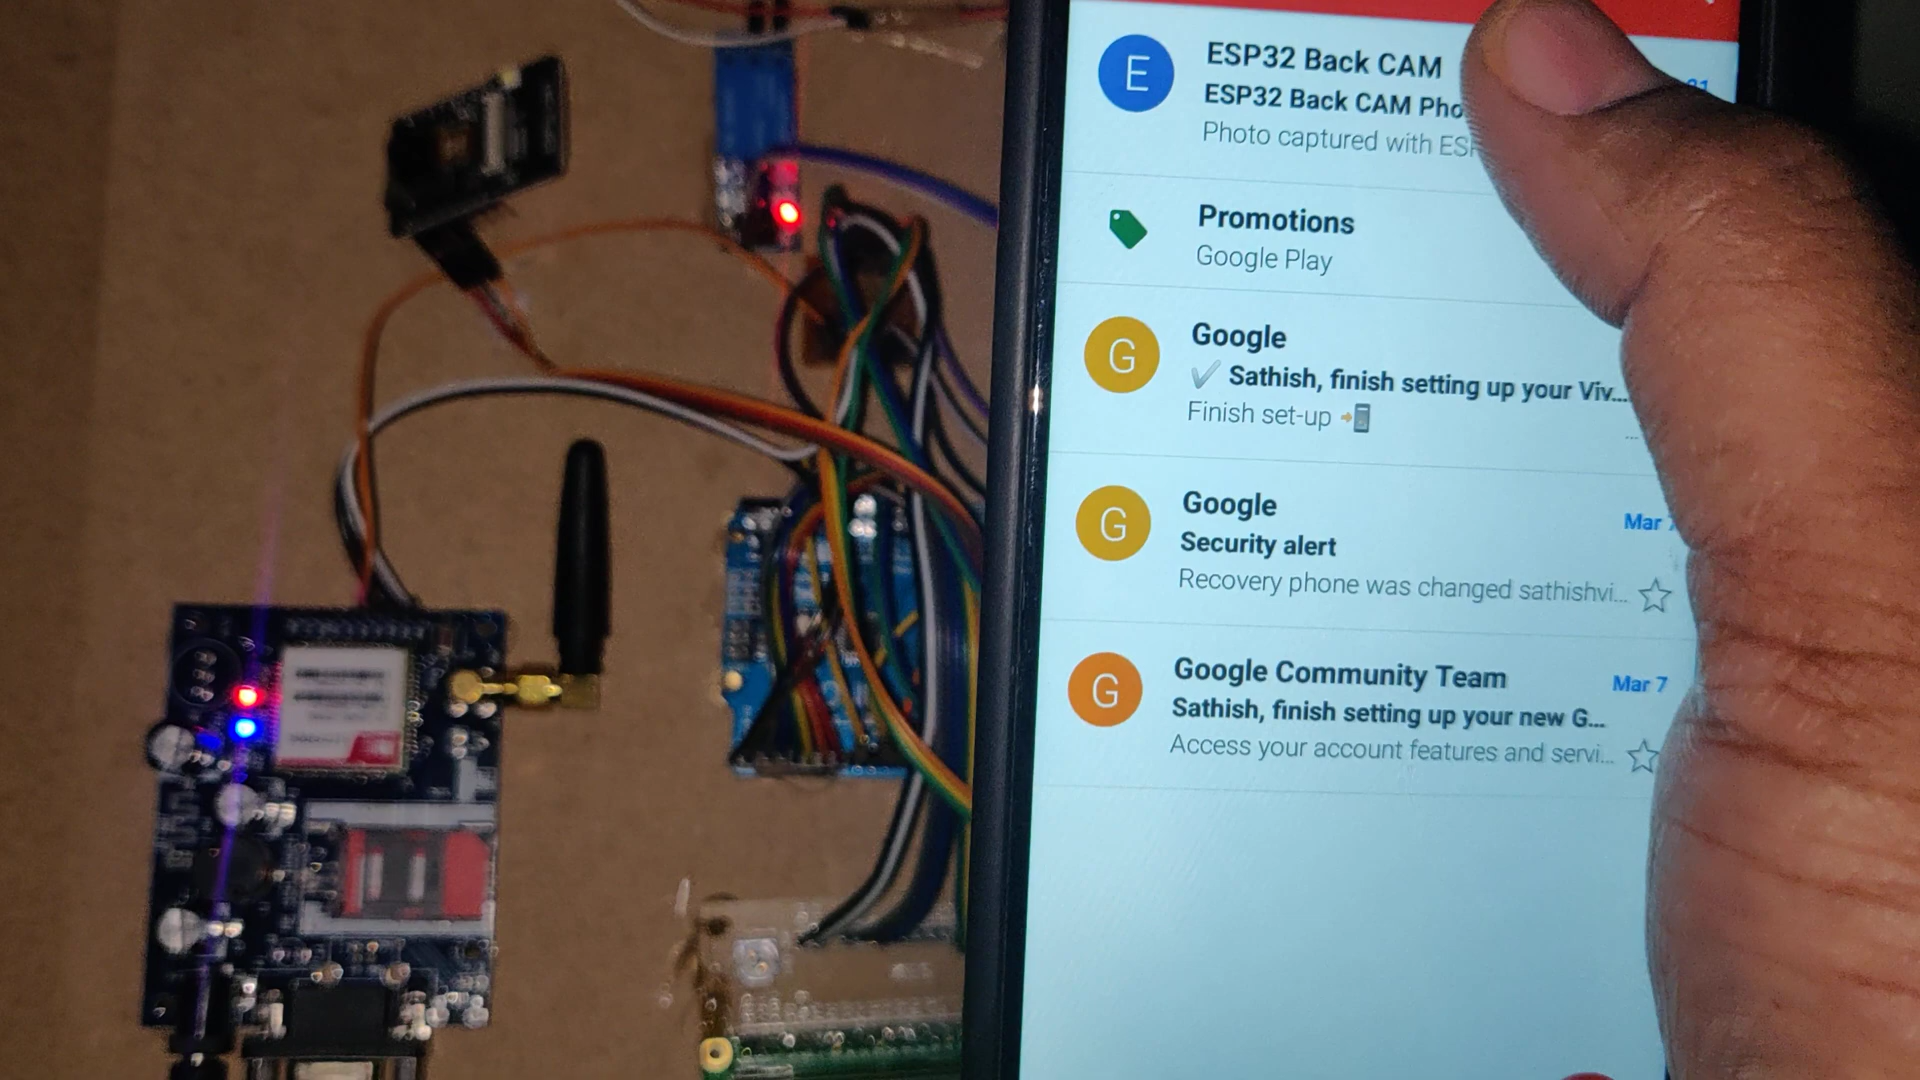 E
ESP32 Back CAM
ESP32 Back CAM Pho
Photo captured with ESP
Promotions
Google Play
G
Google
✔ Sathish, finish setting up your Viv...
Finish set-up 📲
...
G
Google
Mar 7
Security alert
Recovery phone was changed sathishvi...
G
Google Community Team
Mar 7
Sathish, finish setting up your new G...
Access your account features and servi...